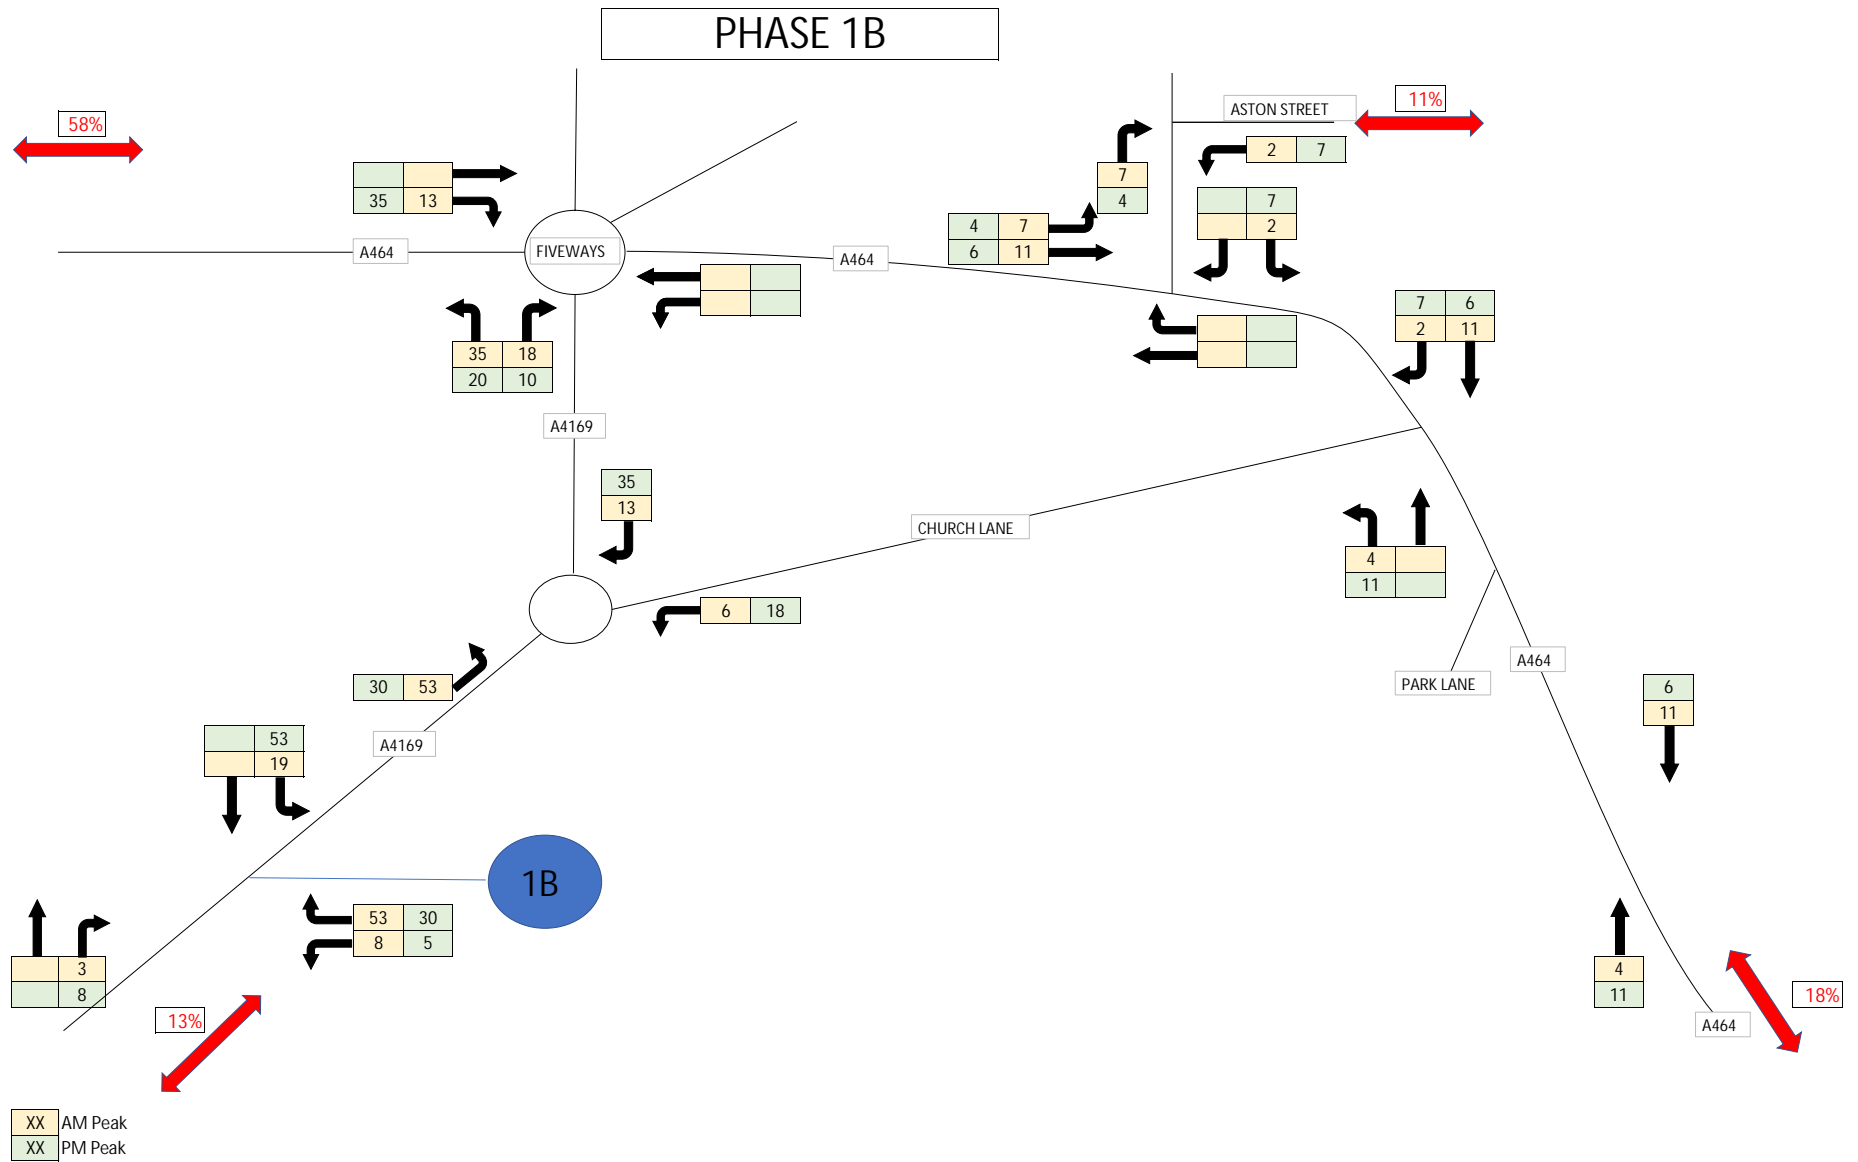 PHASE 1B
58%
11%
ASTON STREET
2 7
7
4
35 13
7
2
4 7
6 11
A464
FIVEWAYS
A464
7 6
2 11
35 18
20 10
A4169
35
13
CHURCH LANE
4
11
6 18
PARK LANE
A464
30 53
6
11
53
19
A4169
1B
53 30
8 5
3
8
4
11
13%
18%
A464
XX AM Peak
XX PM Peak